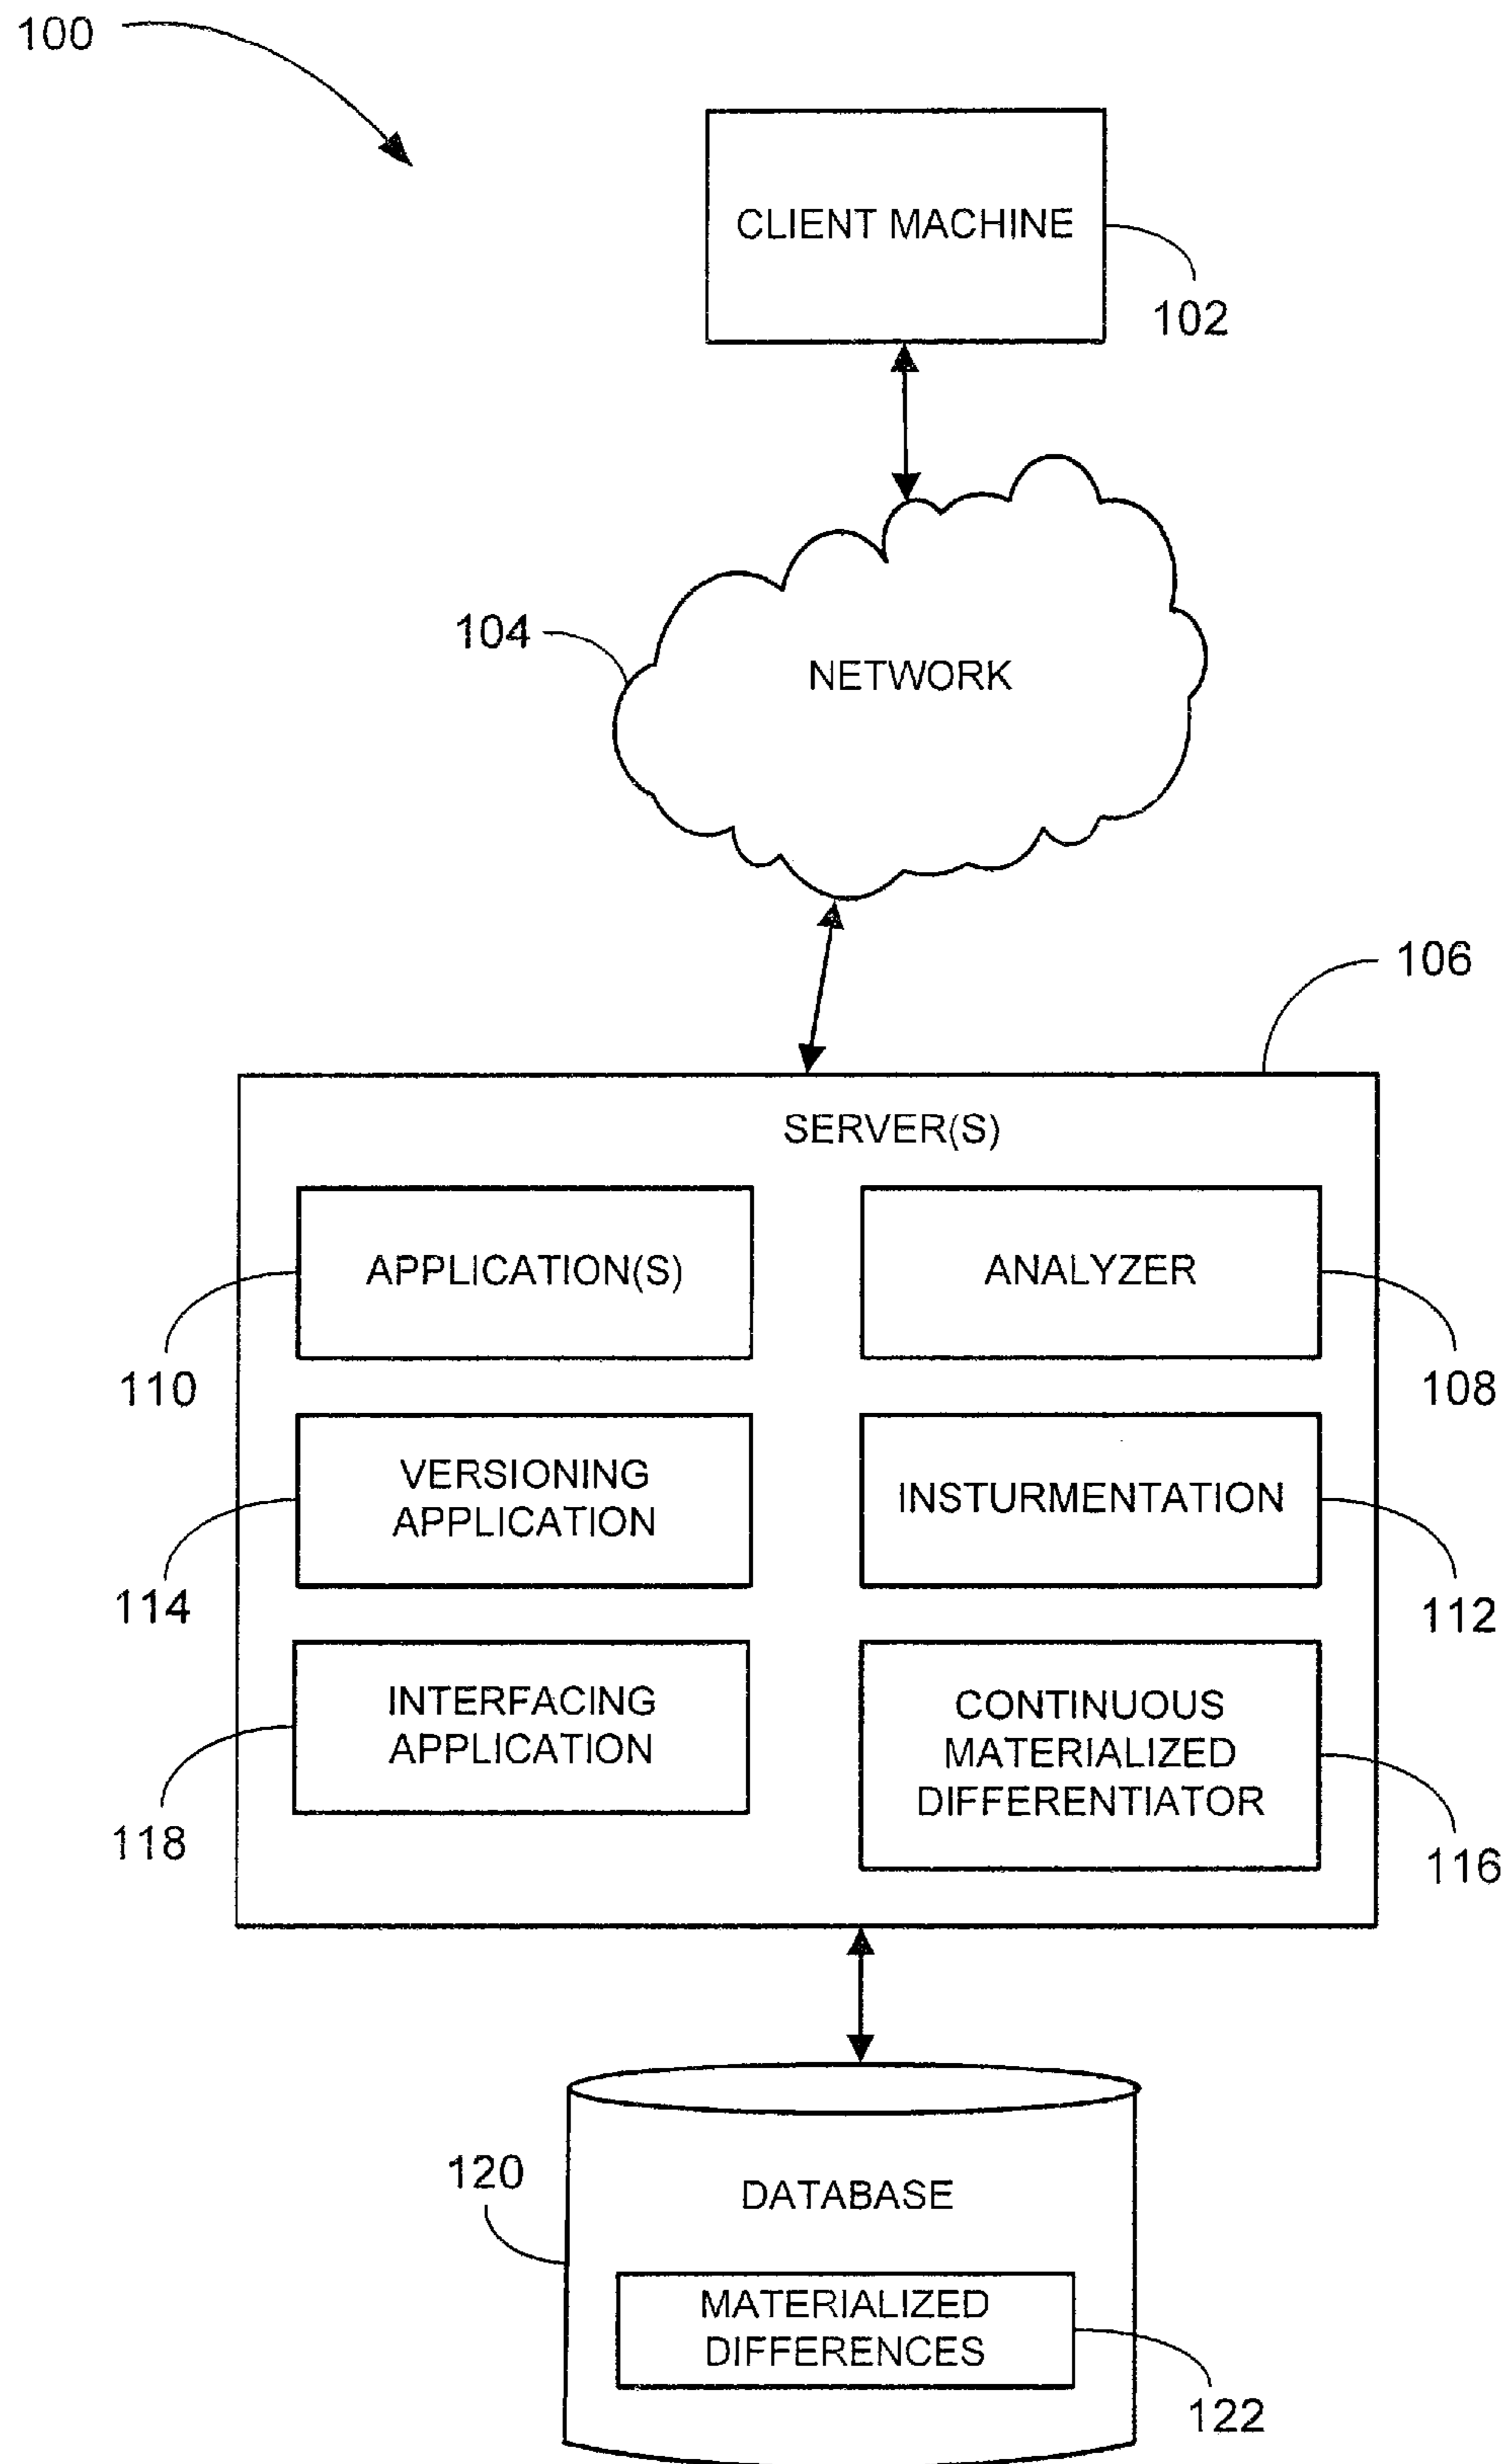 100
CLIENT MACHINE
102
104
NETWORK
106
SERVER(S)
APPLICATION(S)
ANALYZER
110
108
VERSIONING
APPLICATION
INSTURMENTATION
114
112
INTERFACING
APPLICATION
CONTINUOUS
MATERIALIZED
DIFFERENTIATOR
118
116
120
DATABASE
MATERIALIZED
DIFFERENCES
122